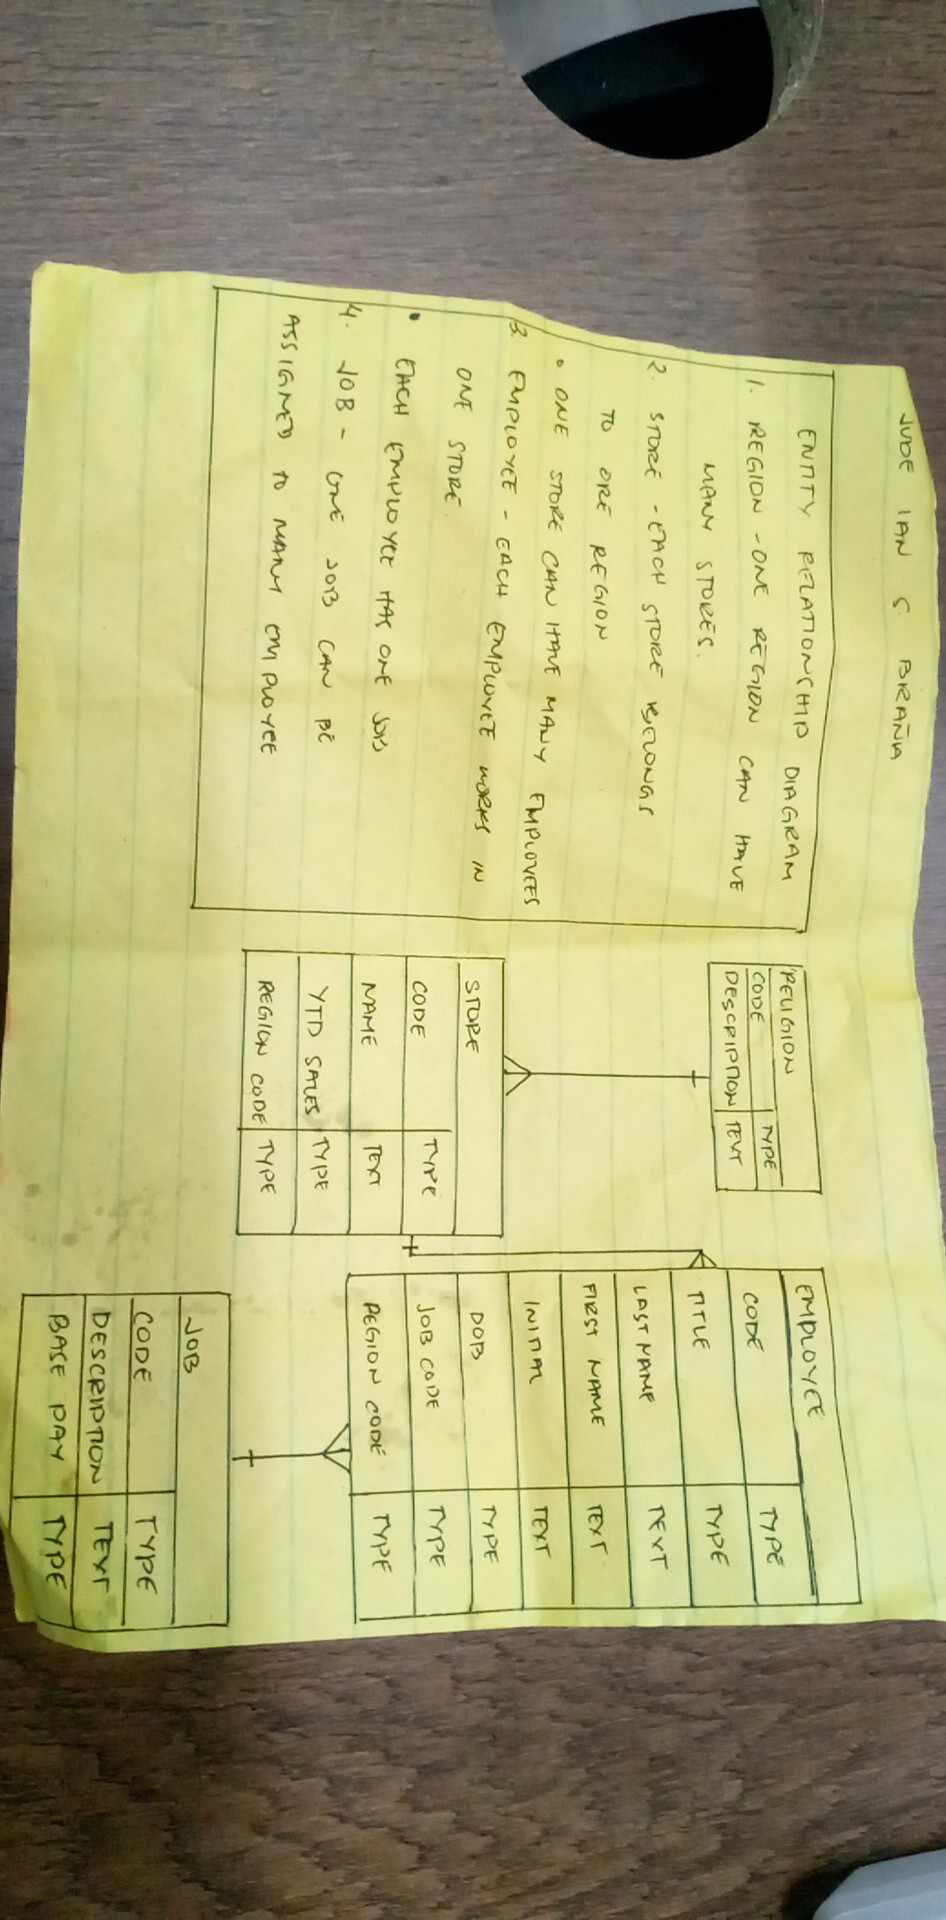 JUDE IAN S BRAÑA
ENTITY RELATIONSHIP DIAGRAM
1. REGION - ONE REGION CAN HAVE
MANY STORES.
2. STORE - EACH STORE BELONGS
TO ORE REGION
• ONE STORE CAN HAVE MANY EMPLOYEES
3. EMPLOYEE - EACH EMPLOYEE WORKS IN
ONE STORE.
• EACH EMPLOYEE HAS ONE JOB
4. JOB - ONE JOB CAN BE
ASSIGNED TO MANY EMPLOYEE
RELIGION
CODE TYPE
DESCRIPTION TEXT
STORE
CODE TYPE
NAME TEXT
YTD SALES TYPE
REGION CODE TYPE
EMPLOYEE
CODE TYPE
TITLE TYPE
LAST NAME TEXT
FIRST NAME TEXT
INITIAL TEXT
DOB TYPE
JOB CODE TYPE
REGION CODE TYPE
JOB
CODE TYPE
DESCRIPTION TEXT
BASE PAY TYPE